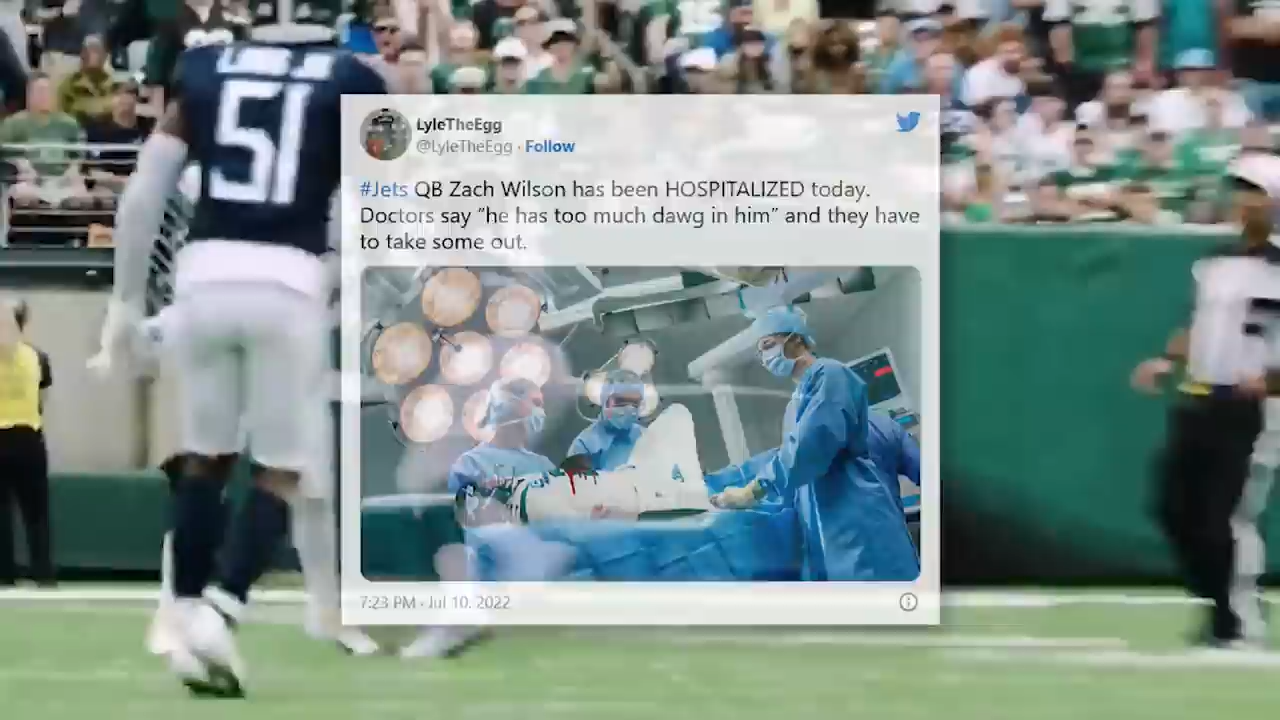 51
LyleTheEgg
@LyleTheEgg · Follow
#Jets QB Zach Wilson has been HOSPITALIZED today.
Doctors say “he has too much dawg in him” and they have
to take some out.
7:23 PM · Jul 10, 2022